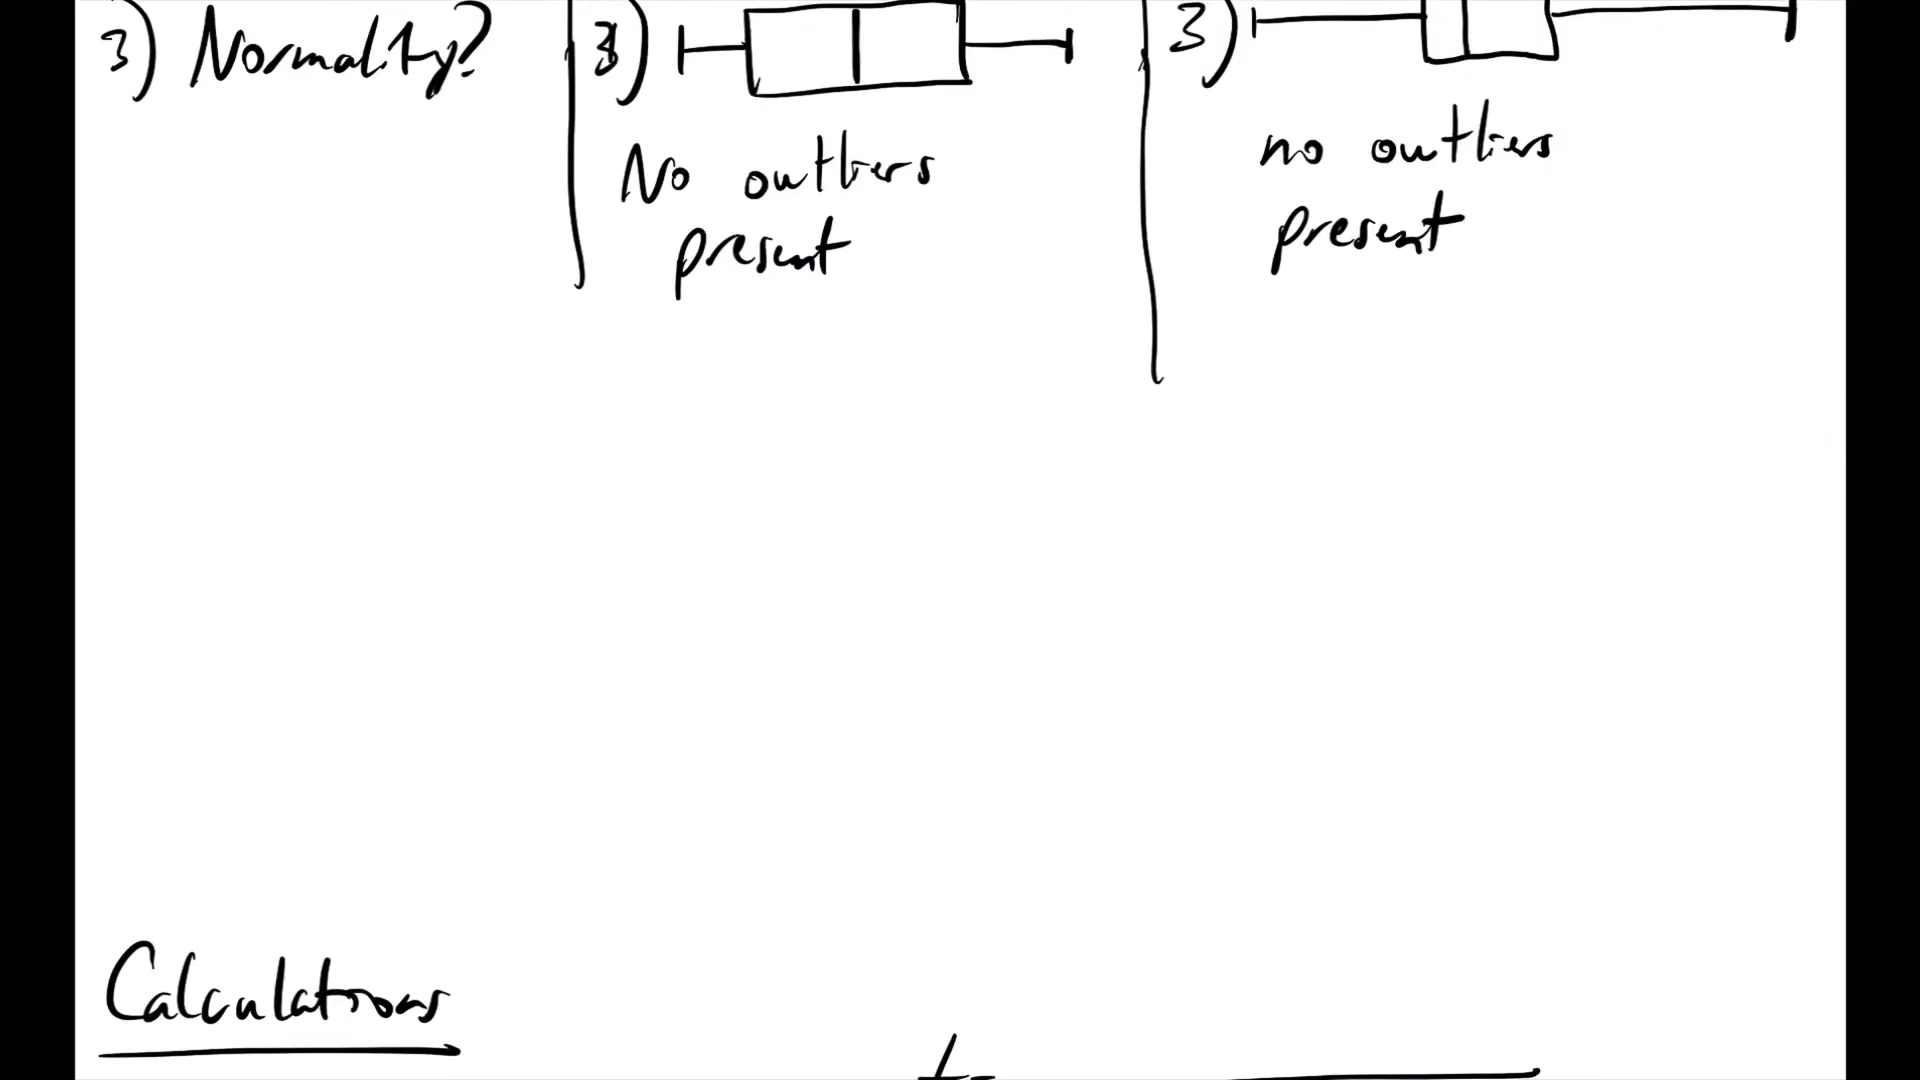 3) Normality?
3)
No outliers
present
3)
no outliers
present
Calculations
t=